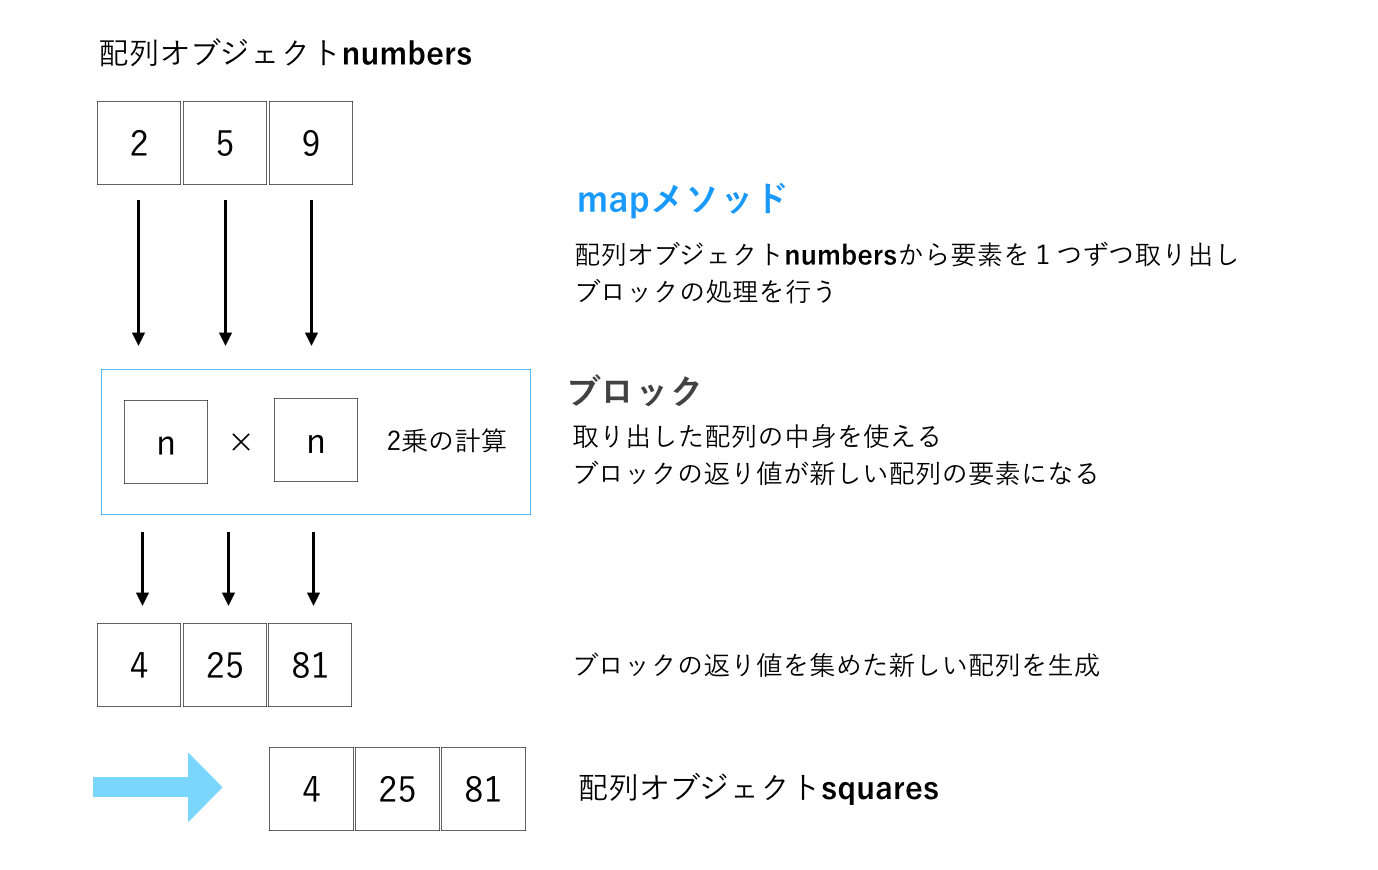 配列オブジェクトnumbers
2 5 9
mapメソッド
配列オブジェクトnumbersから要素を１つずつ取り出し
ブロックの処理を行う
ブロック
n × n 2乗の計算
取り出した配列の中身を使える
ブロックの返り値が新しい配列の要素になる
4 25 81
ブロックの返り値を集めた新しい配列を生成
4 25 81
配列オブジェクトsquares